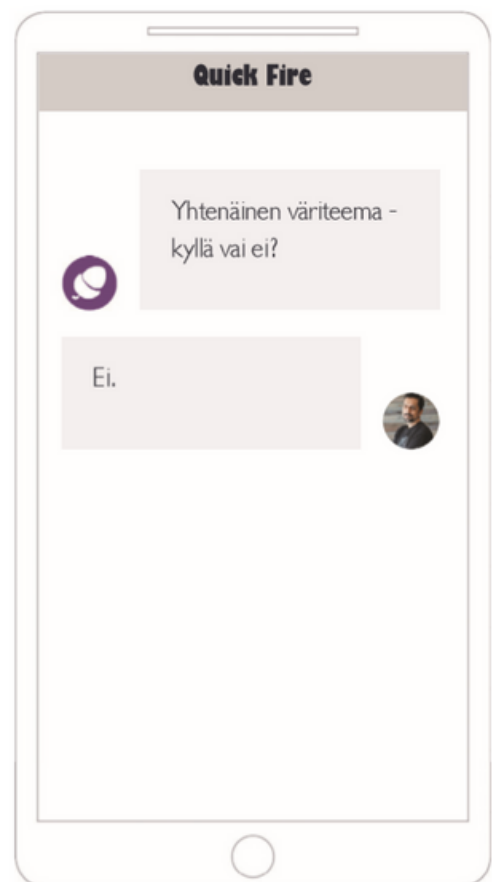 Quick Fire
Yhtenäinen väriteema -
kyllä vai ei?
Ei.